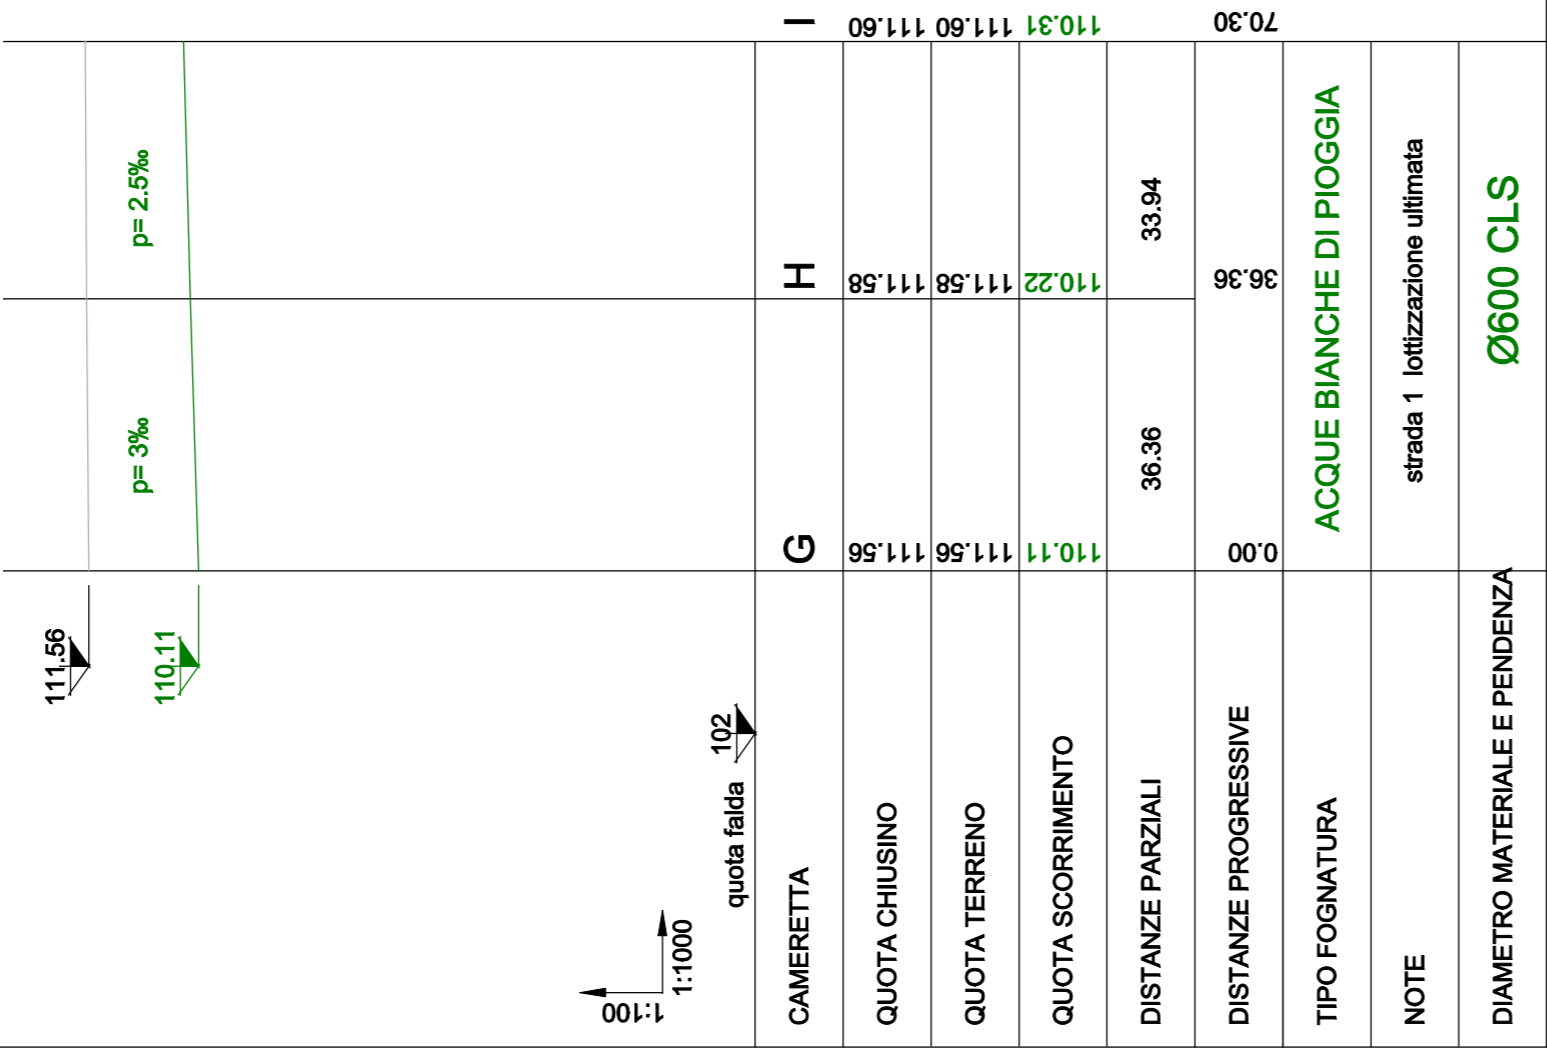 111.56
110.11
p= 3‰
p= 2.5‰
1:100
1:1000
quota falda
102
CAMERETTA G H I
QUOTA CHIUSINO 111.56 111.58 111.60
QUOTA TERRENO 111.56 111.58 111.60
QUOTA SCORRIMENTO 110.11 110.22 110.31
DISTANZE PARZIALI 36.36 33.94
DISTANZE PROGRESSIVE 0.00 36.36 70.30
TIPO FOGNATURA ACQUE BIANCHE DI PIOGGIA
NOTE strada 1 lottizzazione ultimata
DIAMETRO MATERIALE E PENDENZA Ø600 CLS